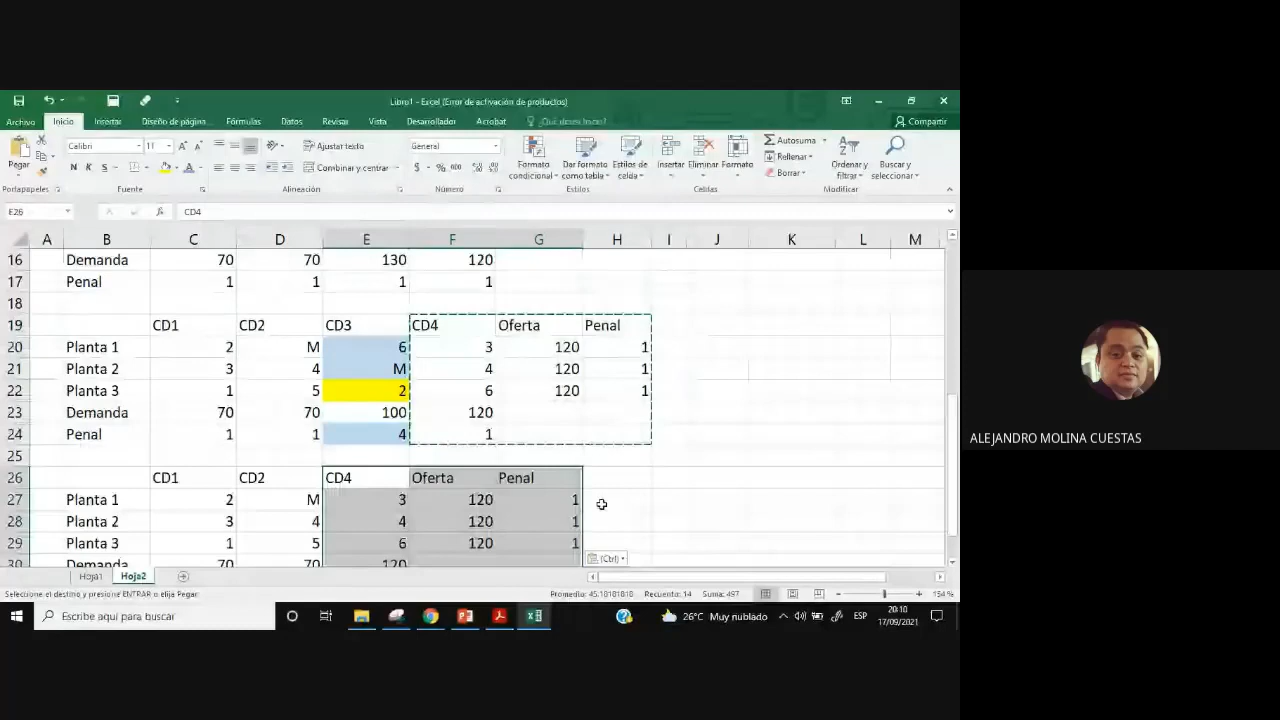 Libro1 - Excel (Error de activación de productos)
Archivo Inicio Insertar Diseño de página Fórmulas Datos Revisar Vista Desarrollador Acrobat ¿Qué desea hacer? Compartir
Pegar Calibri 11 Ajustar texto General Autosuma
N K S Combinar y centrar $ % 000 Formato condicional Dar formato como tabla Estilos de celda Insertar Eliminar Formato Rellenar Borrar Ordenar y filtrar Buscar y seleccionar
Portapapeles Fuente Alineación Número Estilos Celdas Modificar
E26 fx CD4
A B C D E F G H I J K L M
16 Demanda 70 70 130 120
17 Penal 1 1 1 1
18
19 CD1 CD2 CD3 CD4 Oferta Penal
20 Planta 1 2 M 6 3 120 1
21 Planta 2 3 4 M 4 120 1
22 Planta 3 1 5 2 6 120 1
23 Demanda 70 70 100 120
24 Penal 1 1 4 1
25
26 CD1 CD2 CD4 Oferta Penal
27 Planta 1 2 M 3 120 1
28 Planta 2 3 4 4 120 1
29 Planta 3 1 5 6 120 1
30 Demanda 70 70 120
(Ctrl)
Hoja1 Hoja2
Seleccione el destino y presione ENTRAR o elija Pegar Promedio: 45.18181818 Recuento: 14 Suma: 497 154 %
Escribe aquí para buscar 26°C Muy nublado ESP 20:10
17/09/2021
ALEJANDRO MOLINA CUESTAS